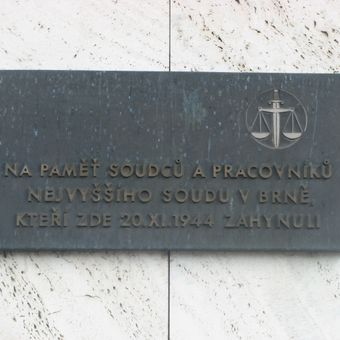 NA PAMĚŤ SOUDCŮ A PRACOVNÍKŮ
NEJVYŠŠÍHO SOUDU V BRNĚ,
KTEŘÍ ZDE 20.XI.1944 ZAHYNULI